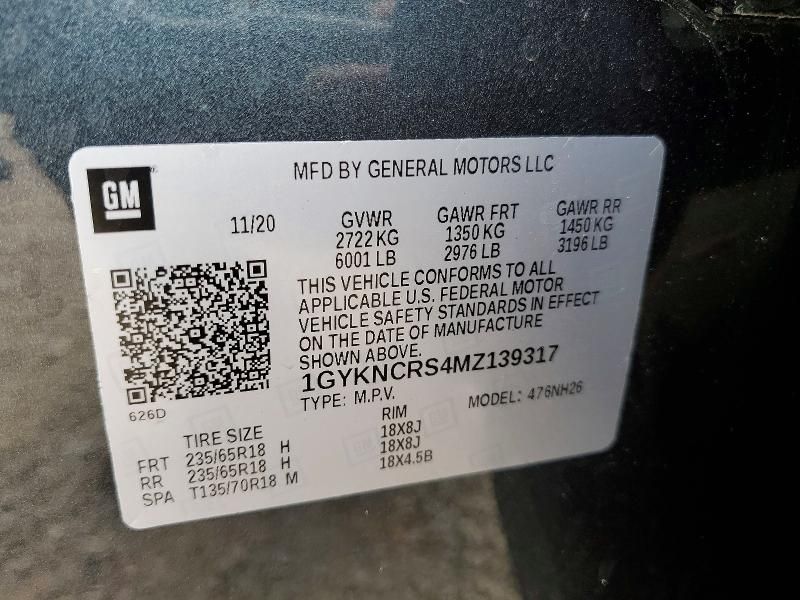 GM
MFD BY GENERAL MOTORS LLC
11/20 GVWR GAWR FRT GAWR RR
2722 KG 1350 KG 1450 KG
6001 LB 2976 LB 3196 LB
THIS VEHICLE CONFORMS TO ALL
APPLICABLE U.S. FEDERAL MOTOR
VEHICLE SAFETY STANDARDS IN EFFECT
ON THE DATE OF MANUFACTURE
SHOWN ABOVE.
1GYKNCRS4MZ139317
TYPE: M.P.V. MODEL: 476NH26
626D
TIRE SIZE RIM
FRT 235/65R18 H 18X8J
RR 235/65R18 H 18X8J
SPA T135/70R18 M 18X4.5B